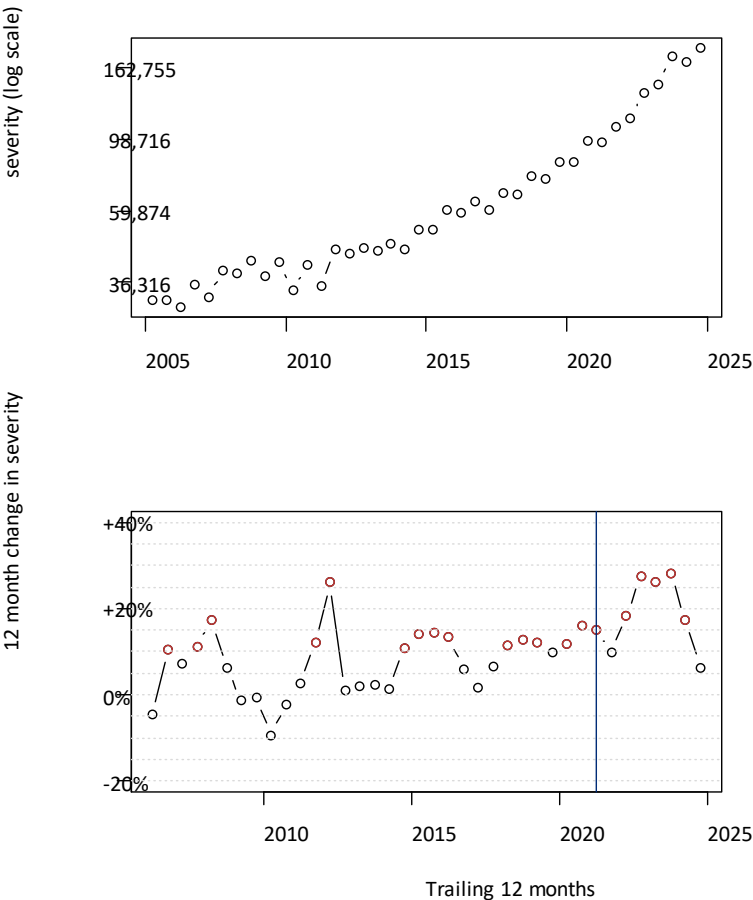 severity (log scale)
162,755
98,716
59,874
36,316
2005 2010 2015 2020 2025
12 month change in severity
+40%
+20%
0%
-20%
2010 2015 2020 2025
Trailing 12 months